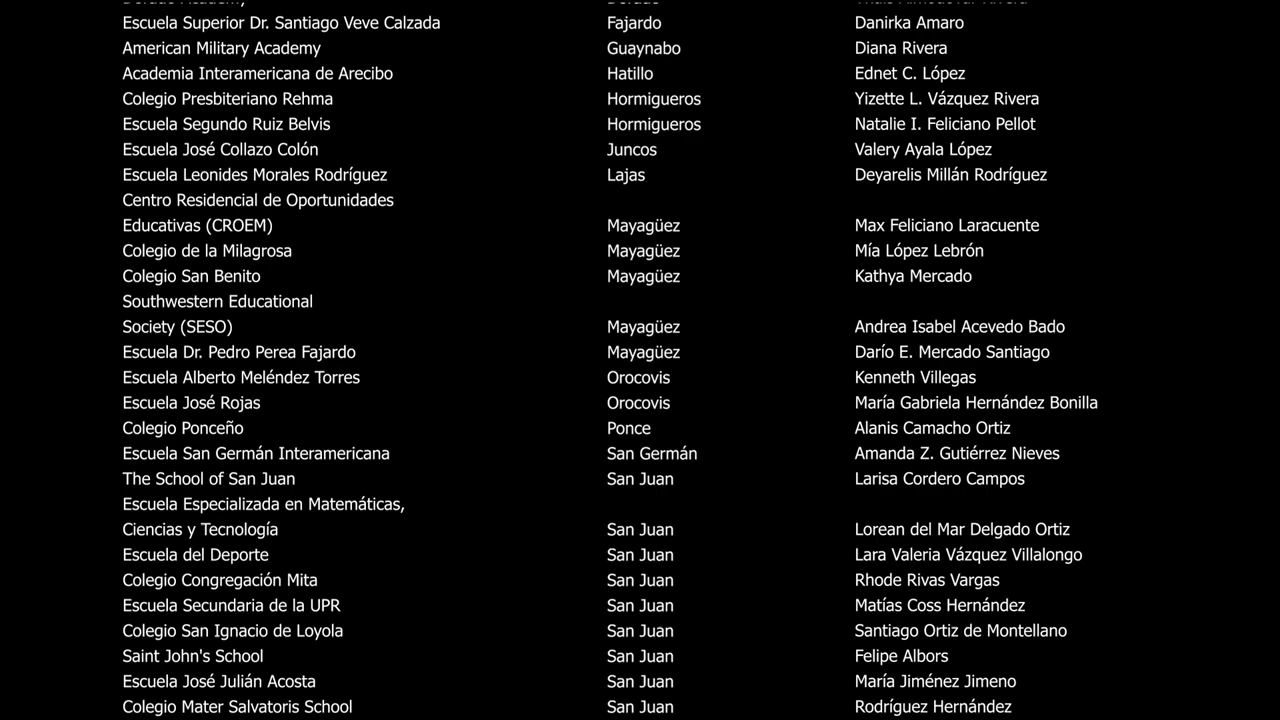 Escuela Superior Dr. Santiago Veve Calzada Fajardo Danirka Amaro
American Military Academy Guaynabo Diana Rivera
Academia Interamericana de Arecibo Hatillo Ednet C. López
Colegio Presbiteriano Rehma Hormigueros Yizette L. Vázquez Rivera
Escuela Segundo Ruiz Belvis Hormigueros Natalie I. Feliciano Pellot
Escuela José Collazo Colón Juncos Valery Ayala López
Escuela Leonides Morales Rodríguez Lajas Deyarelis Millán Rodríguez
Centro Residencial de Oportunidades
Educativas (CROEM) Mayagüez Max Feliciano Laracuente
Colegio de la Milagrosa Mayagüez Mía López Lebrón
Colegio San Benito Mayagüez Kathya Mercado
Southwestern Educational
Society (SESO) Mayagüez Andrea Isabel Acevedo Bado
Escuela Dr. Pedro Perea Fajardo Mayagüez Darío E. Mercado Santiago
Escuela Alberto Meléndez Torres Orocovis Kenneth Villegas
Escuela José Rojas Orocovis María Gabriela Hernández Bonilla
Colegio Ponceño Ponce Alanis Camacho Ortiz
Escuela San Germán Interamericana San Germán Amanda Z. Gutiérrez Nieves
The School of San Juan San Juan Larisa Cordero Campos
Escuela Especializada en Matemáticas,
Ciencias y Tecnología San Juan Lorean del Mar Delgado Ortiz
Escuela del Deporte San Juan Lara Valeria Vázquez Villalongo
Colegio Congregación Mita San Juan Rhode Rivas Vargas
Escuela Secundaria de la UPR San Juan Matías Coss Hernández
Colegio San Ignacio de Loyola San Juan Santiago Ortiz de Montellano
Saint John's School San Juan Felipe Albors
Escuela José Julián Acosta San Juan María Jiménez Jimeno
Colegio Mater Salvatoris School San Juan Rodríguez Hernández